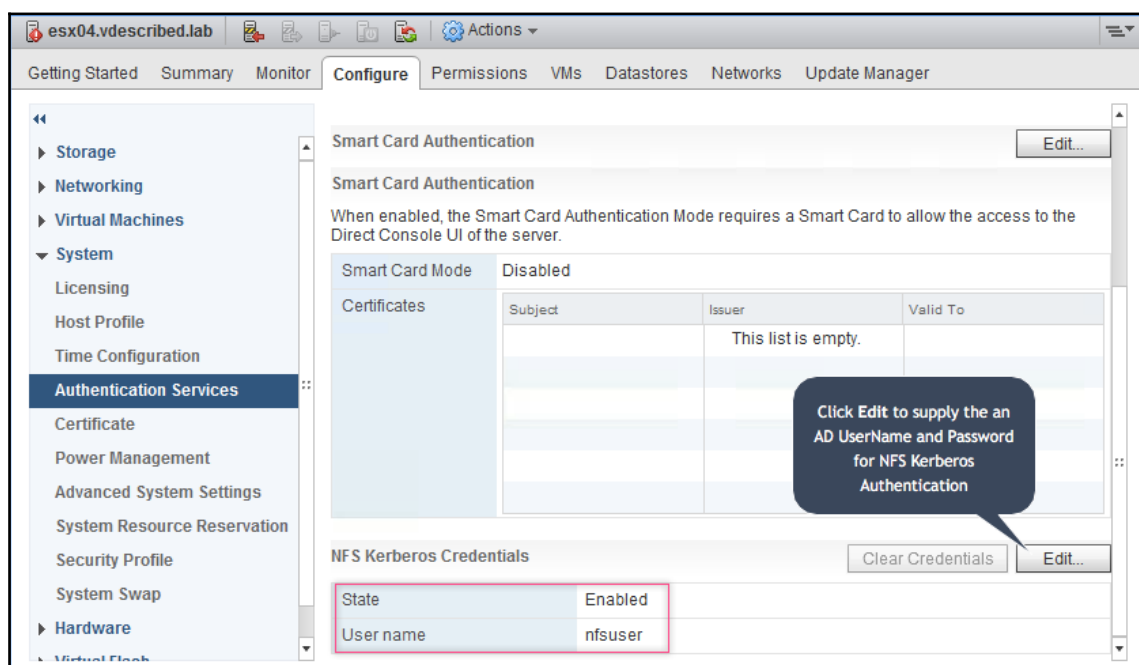 esx04.vdescribed.lab Actions
Getting Started Summary Monitor Configure Permissions VMs Datastores Networks Update Manager
Storage
Networking
Virtual Machines
System
Licensing
Host Profile
Time Configuration
Authentication Services
Certificate
Power Management
Advanced System Settings
System Resource Reservation
Security Profile
System Swap
Hardware
Virtual Flash
Smart Card Authentication Edit...
Smart Card Authentication
When enabled, the Smart Card Authentication Mode requires a Smart Card to allow the access to the
Direct Console UI of the server.
Smart Card Mode Disabled
Certificates Subject Issuer Valid To
This list is empty.
Click Edit to supply the an
AD UserName and Password
for NFS Kerberos
Authentication
NFS Kerberos Credentials Clear Credentials Edit...
State Enabled
User name nfsuser